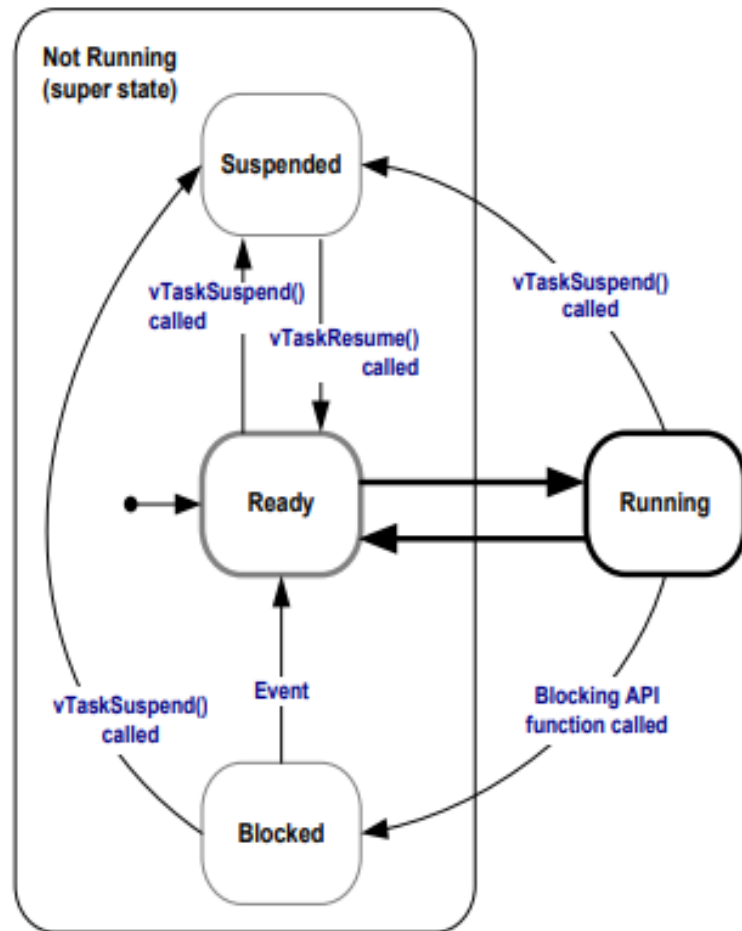 Not Running
(super state)
Suspended
vTaskSuspend()
called
vTaskResume()
called
vTaskSuspend()
called
Ready
Running
Event
vTaskSuspend()
called
Blocking API
function called
Blocked